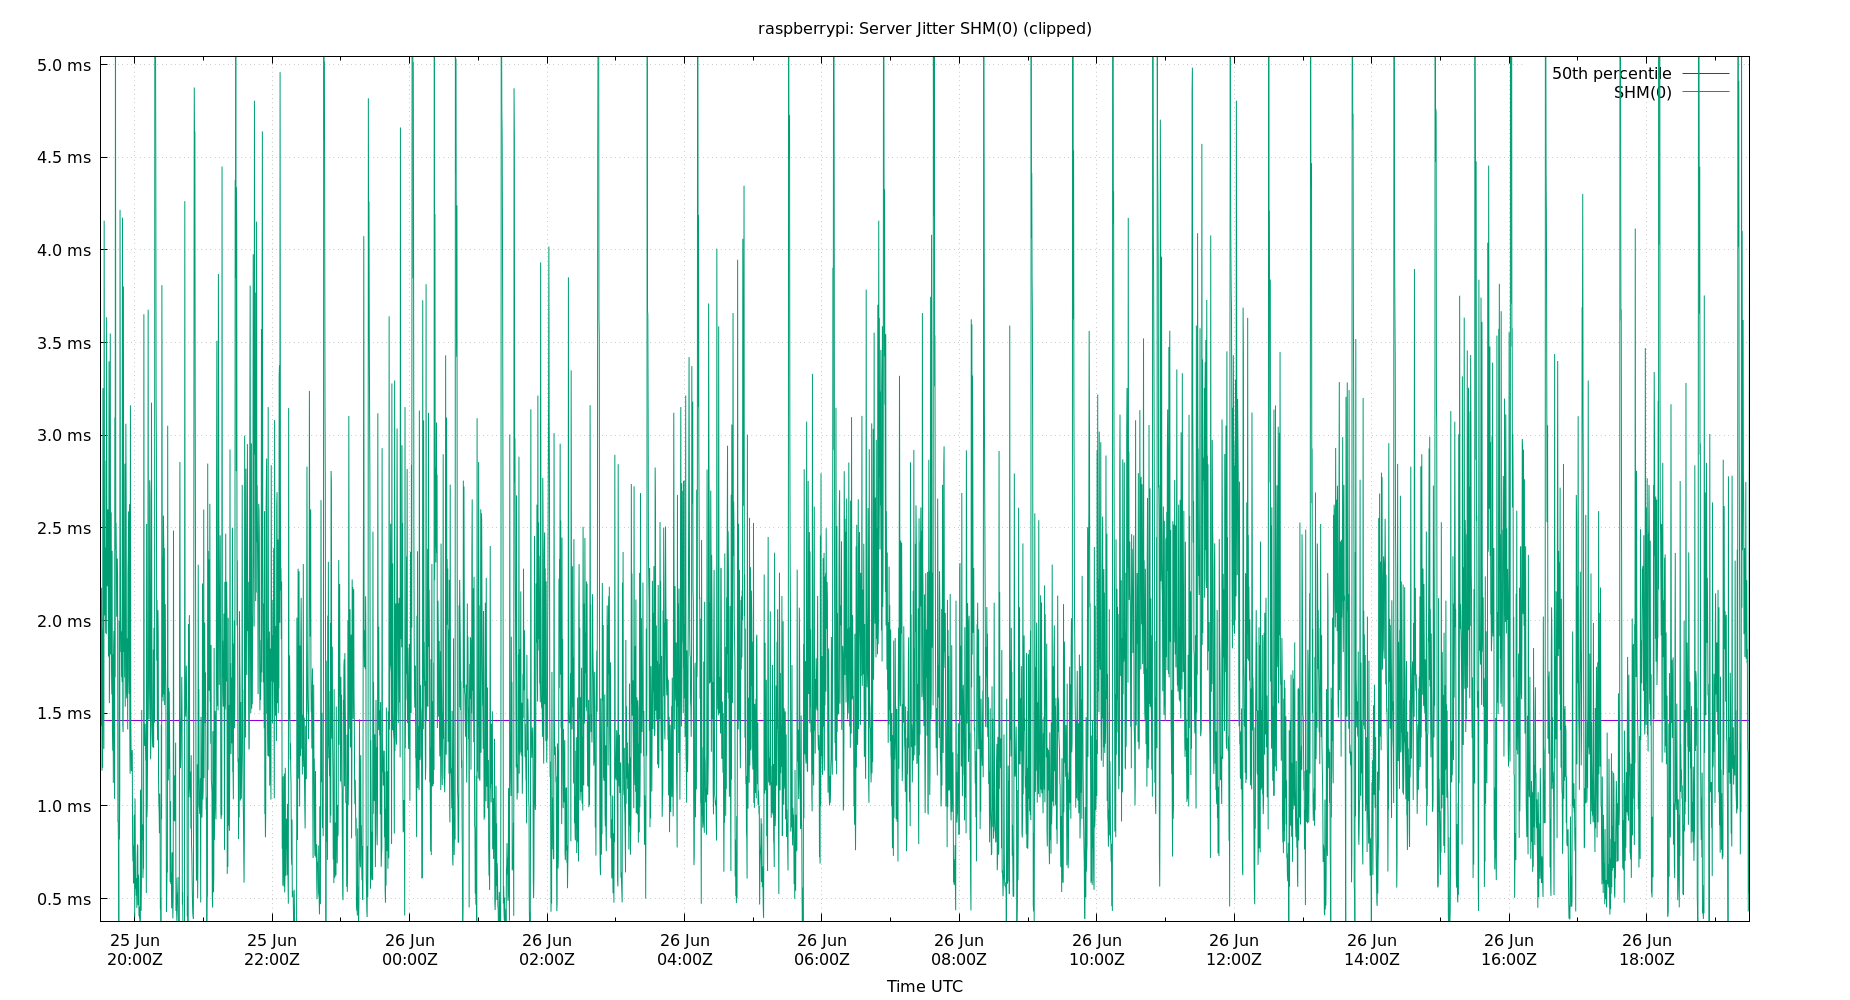 raspberrypi: Server Jitter SHM(0) (clipped)
5.0 ms
4.5 ms
4.0 ms
3.5 ms
3.0 ms
2.5 ms
2.0 ms
1.5 ms
1.0 ms
0.5 ms
50th percentile
SHM(0)
25 Jun 25 Jun 26 Jun 26 Jun 26 Jun 26 Jun 26 Jun 26 Jun 26 Jun 26 Jun 26 Jun 26 Jun
20:00Z 22:00Z 00:00Z 02:00Z 04:00Z 06:00Z 08:00Z 10:00Z 12:00Z 14:00Z 16:00Z 18:00Z
Time UTC